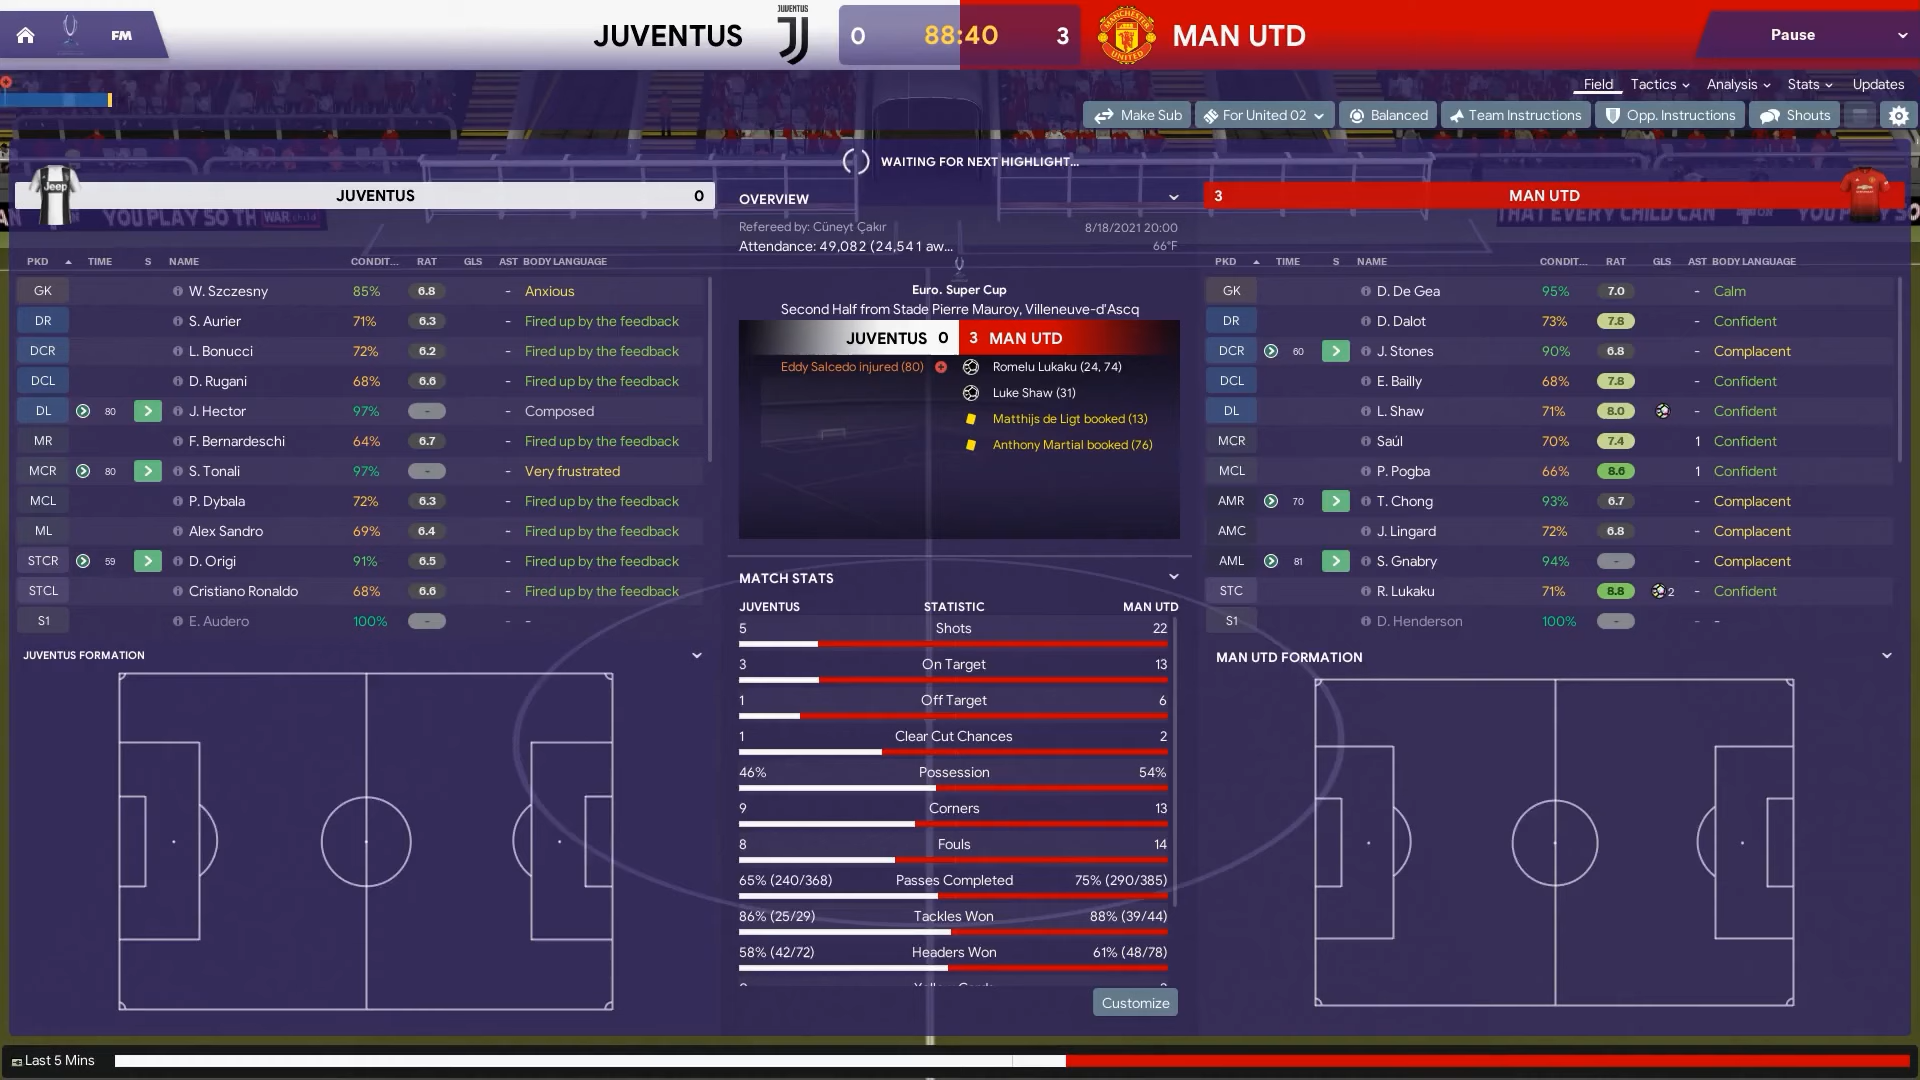 FM
JUVENTUS
JUVENTUS
0
88:40
3
MAN UTD
Pause
Field
Tactics
Analysis
Stats
Updates
Make Sub
For United 02
Balanced
Team Instructions
Opp. Instructions
Shouts
WAITING FOR NEXT HIGHLIGHT...
Jeep
JUVENTUS 0
OVERVIEW
3 MAN UTD
YOU PLAY SO TH
WAR child
THAT EVERY CHILD CAN
Refereed by: Cüneyt Çakır 8/18/2021 20:00
Attendance: 49,082 (24,541 aw... 66°F
PKD TIME S NAME CONDIT... RAT GLS AST BODY LANGUAGE
GK W. Szczesny 85% 6.8 - Anxious
DR S. Aurier 71% 6.3 - Fired up by the feedback
DCR L. Bonucci 72% 6.2 - Fired up by the feedback
DCL D. Rugani 68% 6.6 - Fired up by the feedback
DL 80 J. Hector 97% - - Composed
MR F. Bernardeschi 64% 6.7 - Fired up by the feedback
MCR 80 S. Tonali 97% - - Very frustrated
MCL P. Dybala 72% 6.3 - Fired up by the feedback
ML Alex Sandro 69% 6.4 - Fired up by the feedback
STCR 59 D. Origi 91% 6.5 - Fired up by the feedback
STCL Cristiano Ronaldo 68% 6.6 - Fired up by the feedback
S1 E. Audero 100% - - -
JUVENTUS FORMATION
Euro. Super Cup
Second Half from Stade Pierre Mauroy, Villeneuve-d'Ascq
JUVENTUS 0 3 MAN UTD
Eddy Salcedo injured (80) Romelu Lukaku (24, 74)
Luke Shaw (31)
Matthijs de Ligt booked (13)
Anthony Martial booked (76)
MATCH STATS
JUVENTUS STATISTIC MAN UTD
5 Shots 22
3 On Target 13
1 Off Target 6
1 Clear Cut Chances 2
46% Possession 54%
9 Corners 13
8 Fouls 14
65% (240/368) Passes Completed 75% (290/385)
86% (25/29) Tackles Won 88% (39/44)
58% (42/72) Headers Won 61% (48/78)
Customize
PKD TIME S NAME CONDIT... RAT GLS AST BODY LANGUAGE
GK D. De Gea 95% 7.0 - Calm
DR D. Dalot 73% 7.8 - Confident
DCR 60 J. Stones 90% 6.8 - Complacent
DCL E. Bailly 68% 7.8 - Confident
DL L. Shaw 71% 8.0 - Confident
MCR Saúl 70% 7.4 1 Confident
MCL P. Pogba 66% 8.6 1 Confident
AMR 70 T. Chong 93% 6.7 - Complacent
AMC J. Lingard 72% 6.8 - Complacent
AML 81 S. Gnabry 94% - - Complacent
STC R. Lukaku 71% 8.8 2 - Confident
S1 D. Henderson 100% - - -
MAN UTD FORMATION
Last 5 Mins